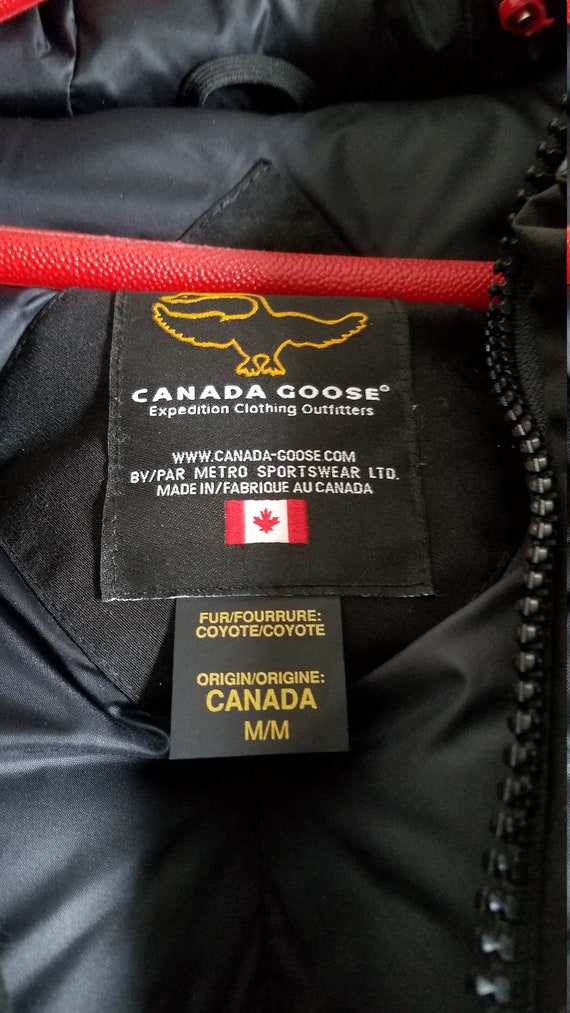 CANADA GOOSE®
Expedition Clothing Outfitters
WWW.CANADA-GOOSE.COM
BY/PAR METRO SPORTSWEAR LTD.
MADE IN/FABRIQUE AU CANADA
FUR/FOURRURE:
COYOTE/COYOTE
ORIGIN/ORIGINE:
CANADA
M/M